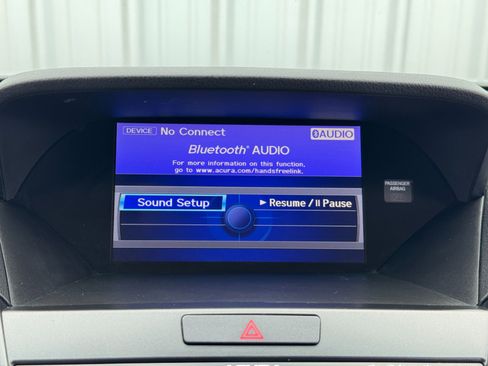 DEVICE No Connect
AUDIO
Bluetooth® AUDIO
For more information on this function,
go to www.acura.com/handsfreelink.
Sound Setup
Resume / Pause
PASSENGER
AIRBAG